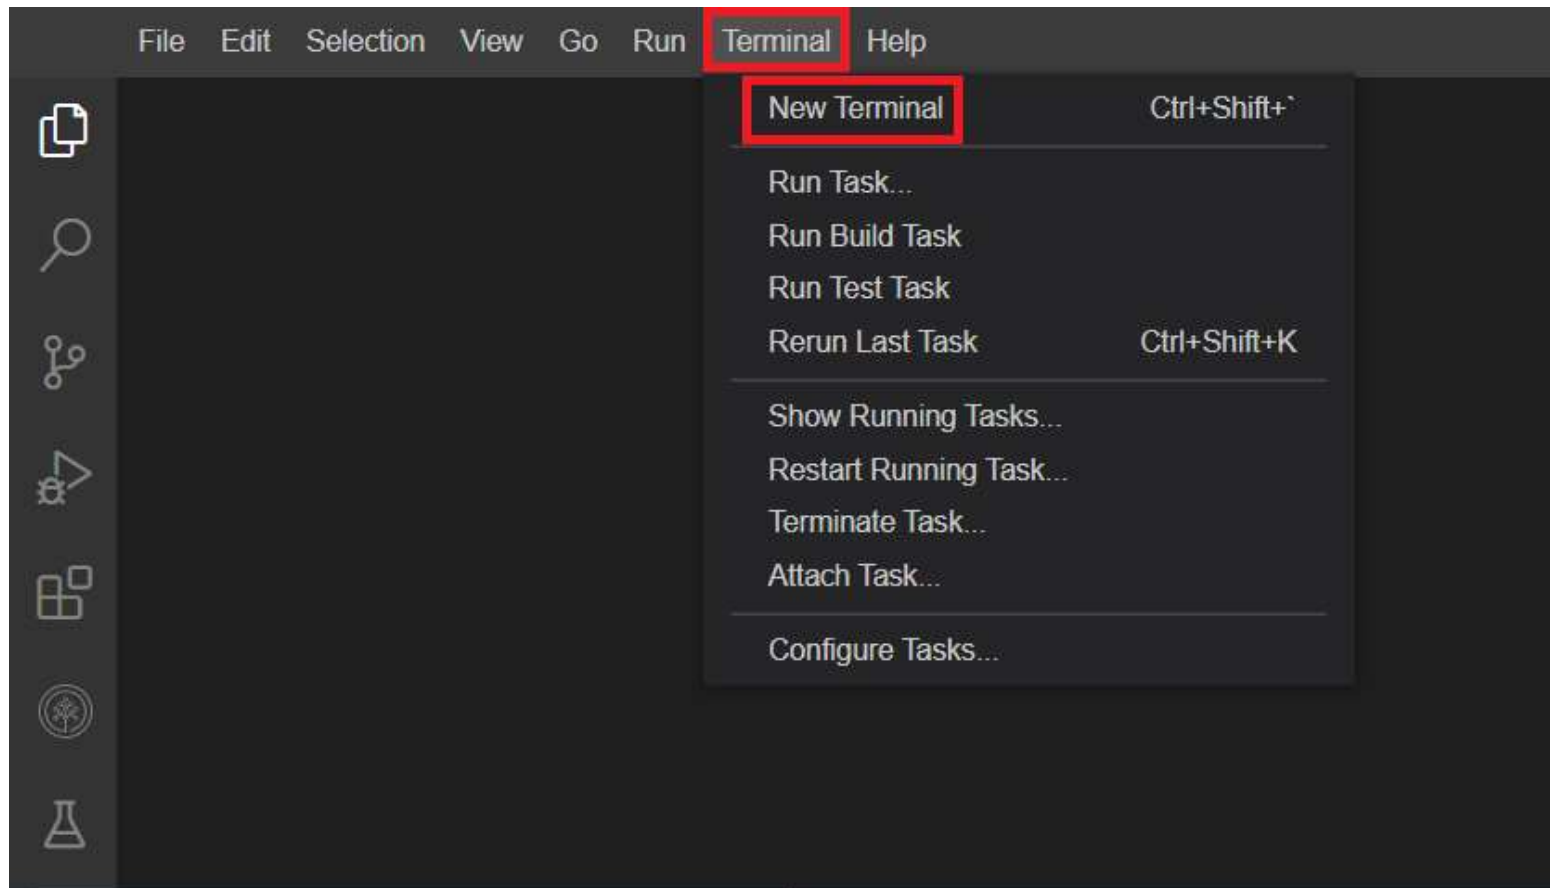 File Edit Selection View Go Run Terminal Help
New Terminal Ctrl+Shift+`
Run Task...
Run Build Task
Run Test Task
Rerun Last Task Ctrl+Shift+K
Show Running Tasks...
Restart Running Task...
Terminate Task...
Attach Task...
Configure Tasks...